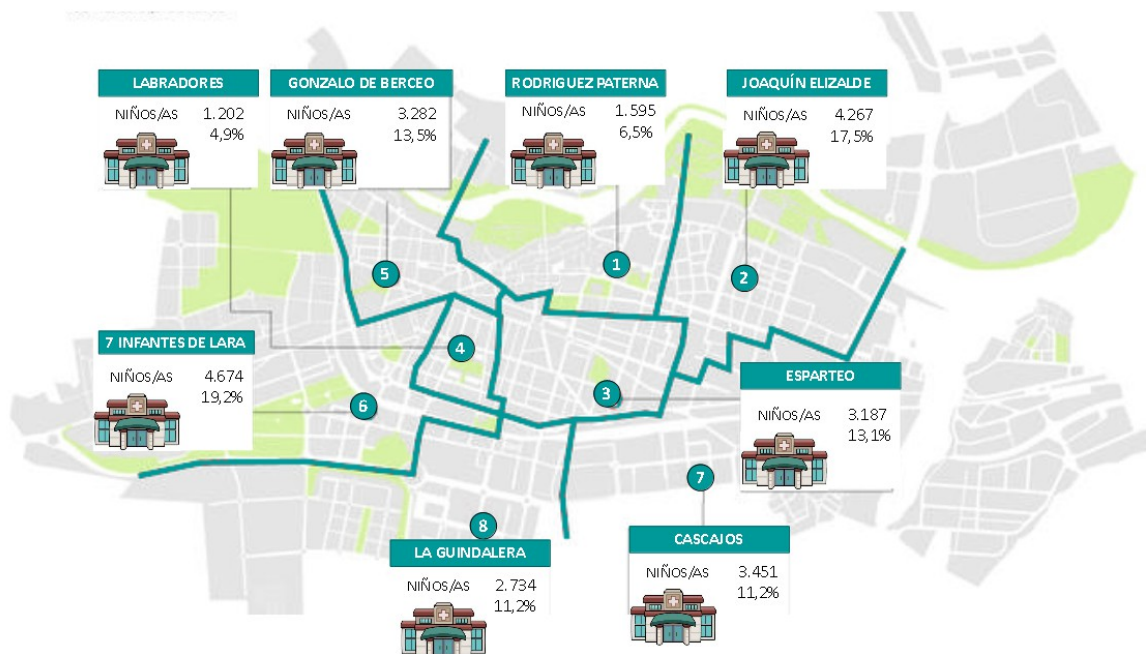 LABRADORES
NIÑOS/AS 1.202
4,9%
GONZALO DE BERCEO
NIÑOS/AS 3.282
13,5%
RODRIGUEZ PATERNA
NIÑOS/AS 1.595
6,5%
JOAQUÍN ELIZALDE
NIÑOS/AS 4.267
17,5%
1
2
5
4
7 INFANTES DE LARA
NIÑOS/AS 4.674
19,2%
6
3
ESPARTEO
NIÑOS/AS 3.187
13,1%
7
8
LA GUINDALERA
NIÑOS/AS 2.734
11,2%
CASCAJOS
NIÑOS/AS 3.451
11,2%